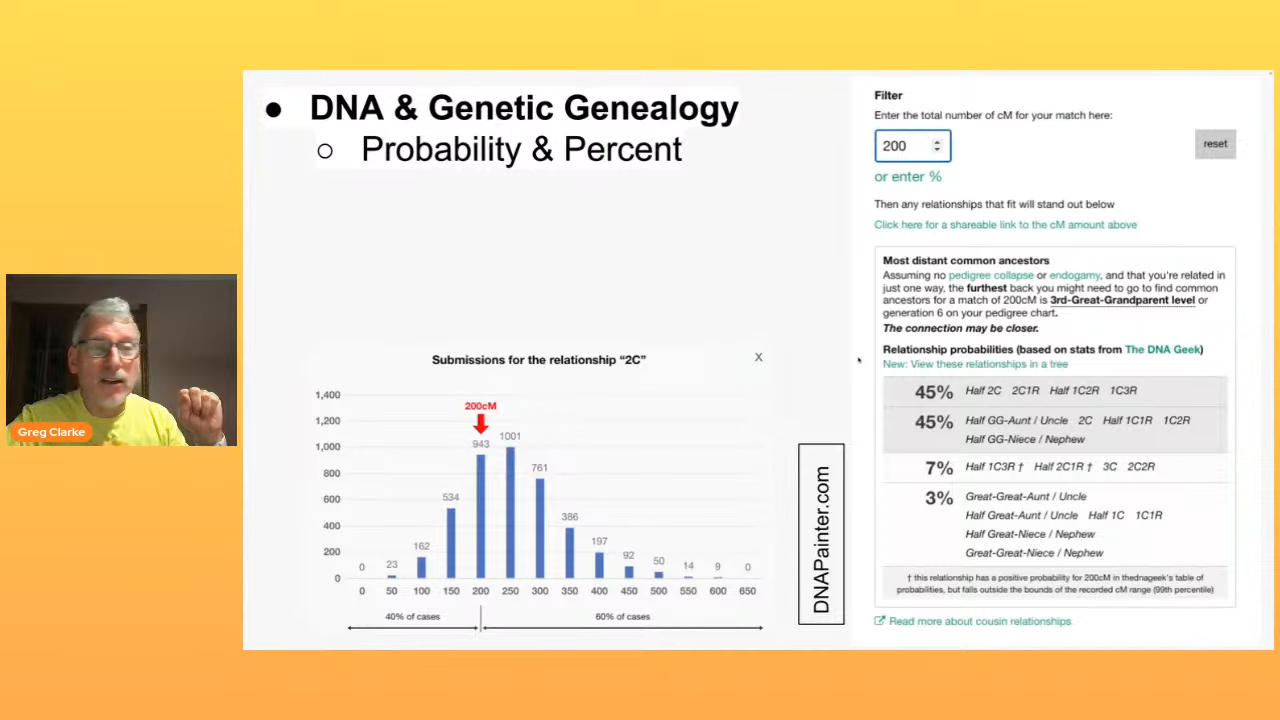 ● DNA & Genetic Genealogy
○ Probability & Percent
Greg Clarke
Submissions for the relationship “2C”
X
1,400
1,200
1,000
800
600
400
200
0
200cM
0
23
162
534
943
1001
761
386
197
92
50
14
9
0
0 50 100 150 200 250 300 350 400 450 500 550 600 650
40% of cases
60% of cases
DNAPainter.com
Filter
Enter the total number of cM for your match here:
200
reset
or enter %
Then any relationships that fit will stand out below
Click here for a shareable link to the cM amount above
Most distant common ancestors
Assuming no pedigree collapse or endogamy, and that you're related in
just one way, the furthest back you might need to go to find common
ancestors for a match of 200cM is 3rd-Great-Grandparent level or
generation 6 on your pedigree chart.
The connection may be closer.
Relationship probabilities (based on stats from The DNA Geek)
New: View these relationships in a tree
45% Half 2C 2C1R Half 1C2R 1C3R
45% Half GG-Aunt / Uncle 2C Half 1C1R 1C2R
Half GG-Niece / Nephew
7% Half 1C3R † Half 2C1R † 3C 2C2R
3% Great-Great-Aunt / Uncle
Half Great-Aunt / Uncle Half 1C 1C1R
Half Great-Niece / Nephew
Great-Great-Niece / Nephew
† this relationship has a positive probability for 200cM in thednageek's table of
probabilities, but falls outside the bounds of the recorded cM range (99th percentile)
Read more about cousin relationships